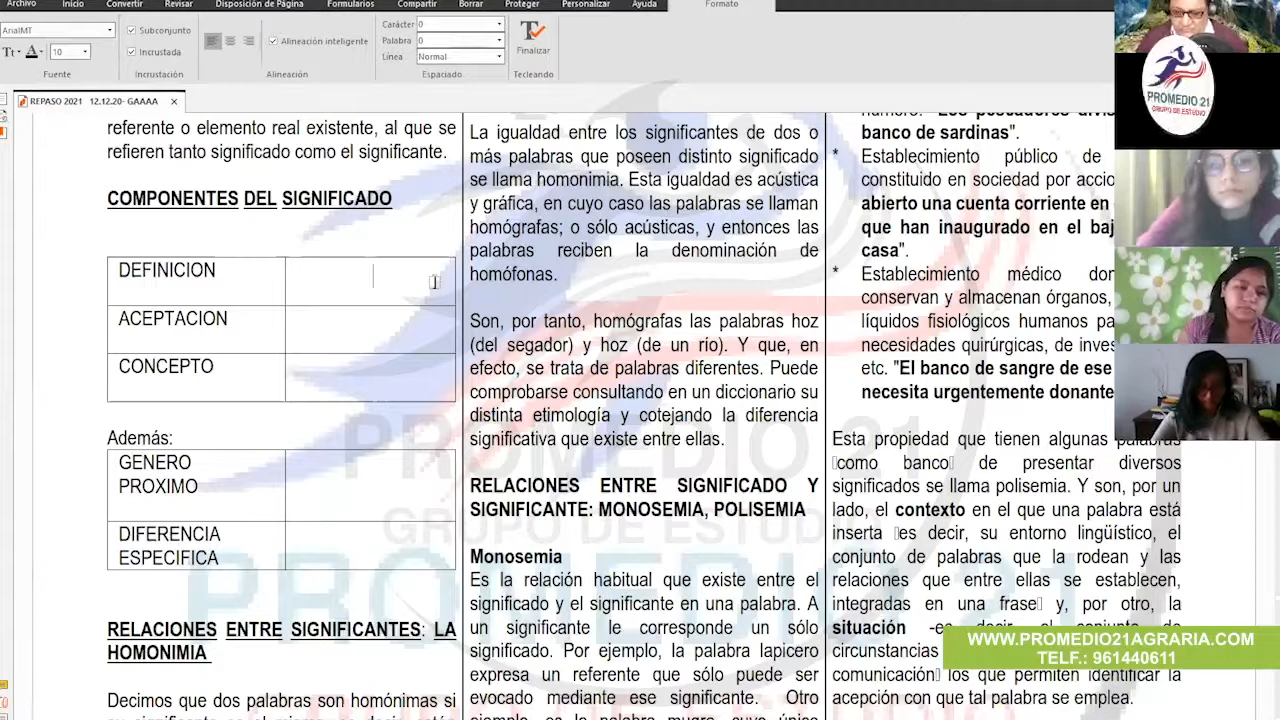 Archivo Inicio Convertir Revisar Disposición de Página Formularios Compartir Borrar Proteger Personalizar Ayuda Formato
ArialMT
Subconjunto
Carácter 0
Tt A 10
Incrustada
Alineación inteligente
Palabra 0
Línea Normal
Finalizar
Fuente Incrustación Alineación Espaciado Tecleando
REPASO 2021 12.12.20- GAAAA
PROMEDIO 21
GRUPO DE ESTUDIO
referente o elemento real existente, al que se
refieren tanto significado como el significante.
COMPONENTES DEL SIGNIFICADO
DEFINICION
ACEPTACION
CONCEPTO
Además:
GENERO
PROXIMO
DIFERENCIA
ESPECIFICA
RELACIONES ENTRE SIGNIFICANTES: LA
HOMONIMIA
Decimos que dos palabras son homónimas si
La igualdad entre los significantes de dos o
más palabras que poseen distinto significado
se llama homonimia. Esta igualdad es acústica
y gráfica, en cuyo caso las palabras se llaman
homógrafas; o sólo acústicas, y entonces las
palabras reciben la denominación de
homófonas.
Son, por tanto, homógrafas las palabras hoz
(del segador) y hoz (de un río). Y que, en
efecto, se trata de palabras diferentes. Puede
comprobarse consultando en un diccionario su
distinta etimología y cotejando la diferencia
significativa que existe entre ellas.
RELACIONES ENTRE SIGNIFICADO Y
SIGNIFICANTE: MONOSEMIA, POLISEMIA
Monosemia
Es la relación habitual que existe entre el
significado y el significante en una palabra. A
un significante le corresponde un sólo
significado. Por ejemplo, la palabra lapicero
expresa un referente que sólo puede ser
evocado mediante ese significante. Otro
banco de sardinas".
* Establecimiento público de
constituido en sociedad por
abierto una cuenta corriente en
que han inaugurado en el
casa".
* Establecimiento médico
conservan y almacenan órganos,
líquidos fisiológicos humanos
necesidades quirúrgicas, de
etc. "El banco de sangre de ese
necesita urgentemente
Esta propiedad que tienen algunas palabras
como banco de presentar diversos
significados se llama polisemia. Y son, por un
lado, el contexto en el que una palabra está
inserta es decir, su entorno lingüístico, el
conjunto de palabras que la rodean y las
relaciones que entre ellas se establecen,
integradas en una frase y, por otro, la
situación
circunstancias
comunicación los que permiten identificar la
acepción con que tal palabra se emplea.
PROMEDIO 21
GRUPO DE ESTUDIO
PROMEDIO 21
WWW.PROMEDIO21AGRARIA.COM
TELF.: 961440611